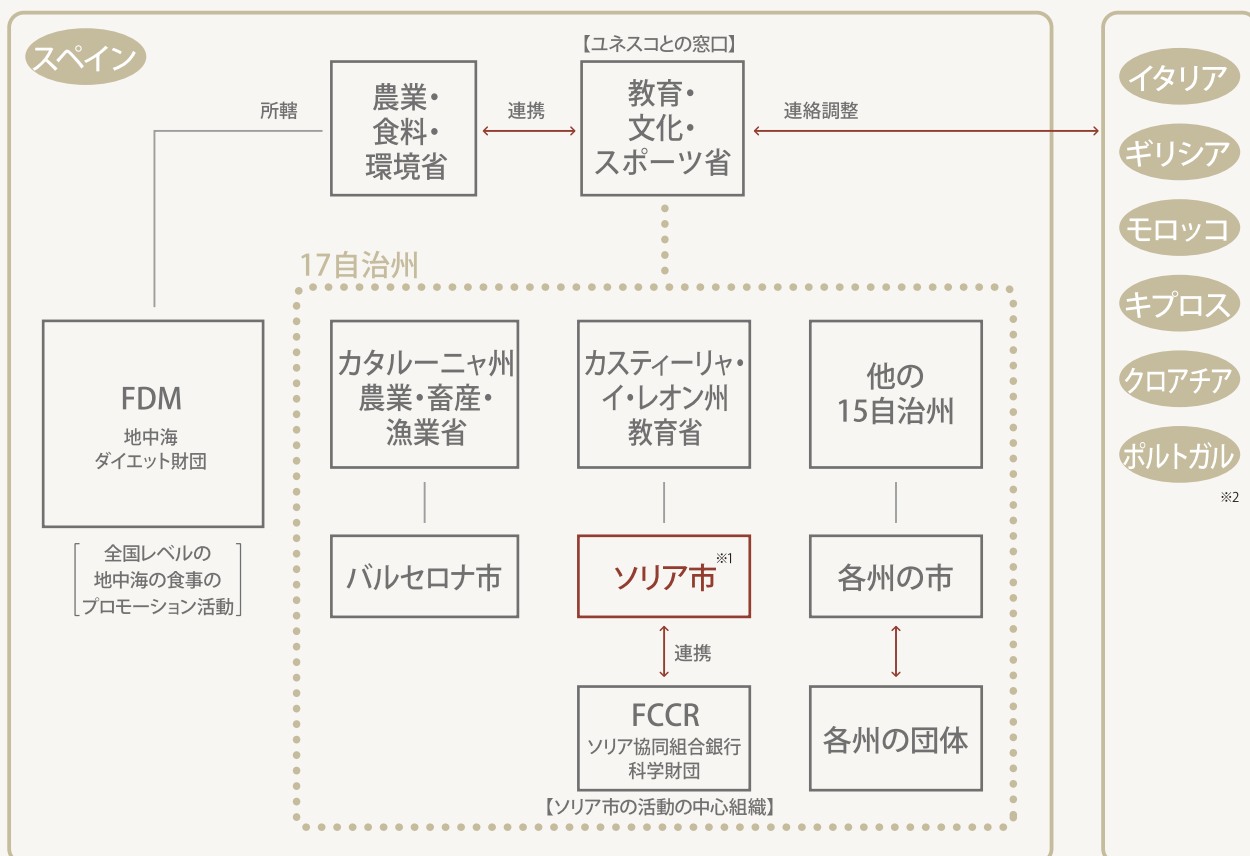 スペイン
【ユネスコとの窓口】
農業・
食料・
環境省
教育・
文化・
スポーツ省
所轄
連携
連絡調整
イタリア
ギリシア
モロッコ
キプロス
クロアチア
ポルトガル
※2
17自治州
FDM
地中海
ダイエット財団
全国レベルの
地中海の食事の
プロモーション活動
カタルーニャ州
農業・畜産・
漁業省
カスティーリャ・
イ・レオン州
教育省
他の
15自治州
バルセロナ市
ソリア市※1
各州の市
連携
FCCR
ソリア協同組合銀行
科学財団
【ソリア市の活動の中心組織】
各州の団体